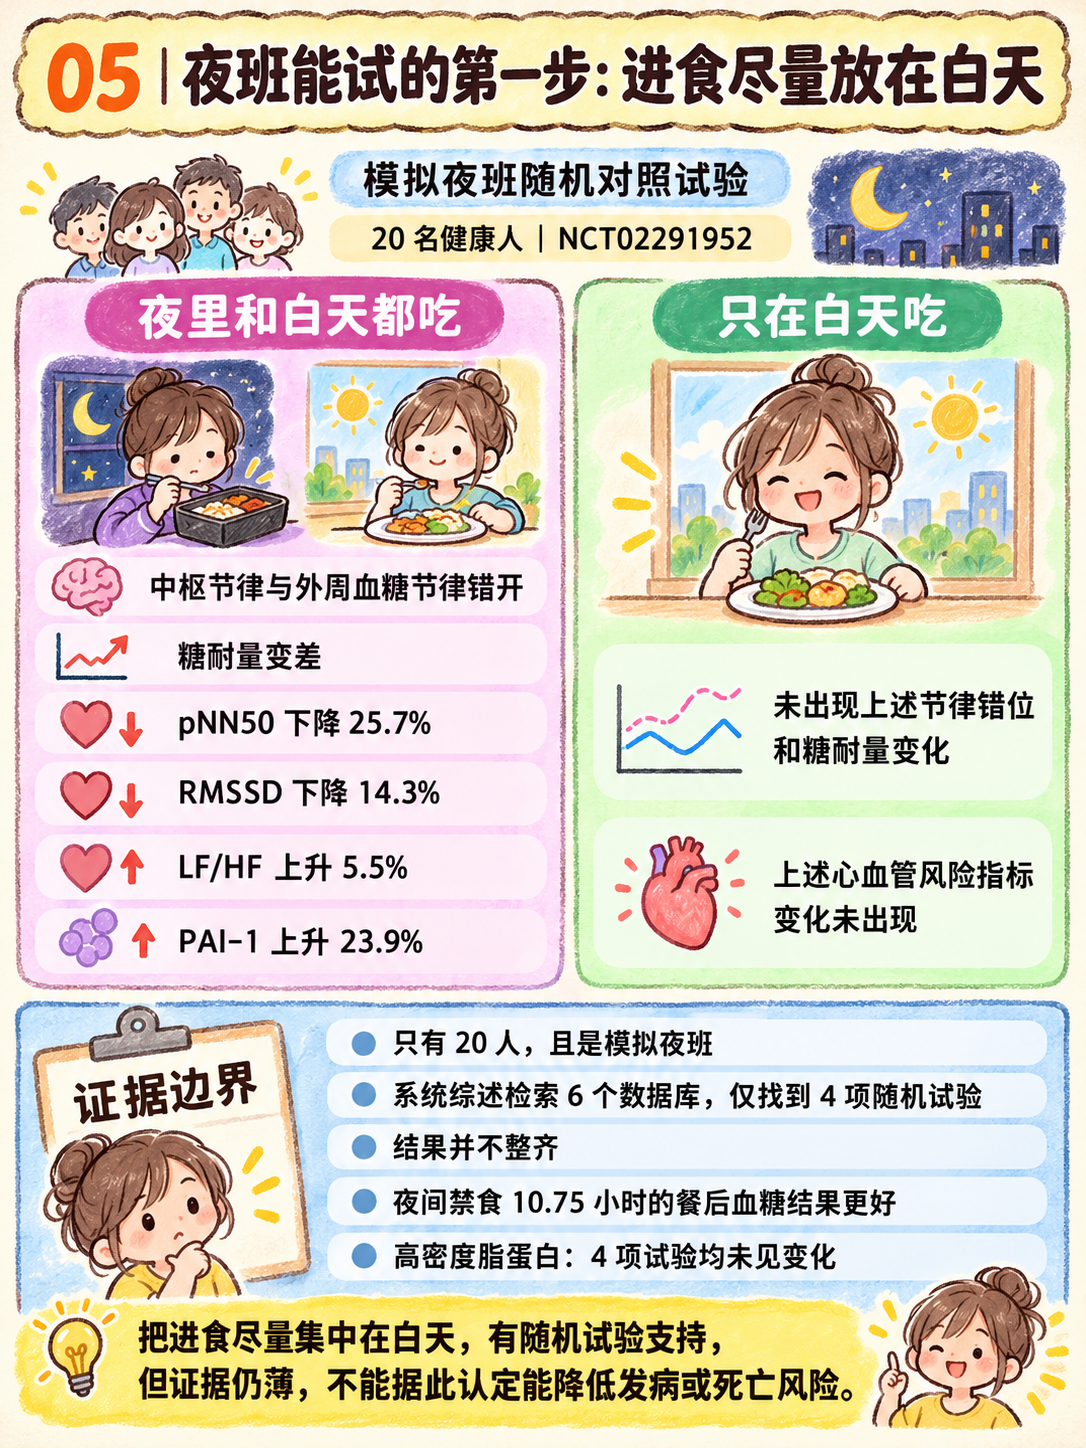 05 | 夜班能试的第一步：进食尽量放在白天
模拟夜班随机对照试验
20 名健康人 | NCT02291952
夜里和白天都吃
中枢节律与外周血糖节律错开
糖耐量变差
pNN50 下降 25.7%
RMSSD 下降 14.3%
LF/HF 上升 5.5%
PAI-1 上升 23.9%
只在白天吃
未出现上述节律错位
和糖耐量变化
上述心血管风险指标
变化未出现
证据边界
只有 20 人，且是模拟夜班
系统综述检索 6 个数据库，仅找到 4 项随机试验
结果并不整齐
夜间禁食 10.75 小时的餐后血糖结果更好
高密度脂蛋白：4 项试验均未见变化
把进食尽量集中在白天，有随机试验支持，
但证据仍薄，不能据此认定能降低发病或死亡风险。